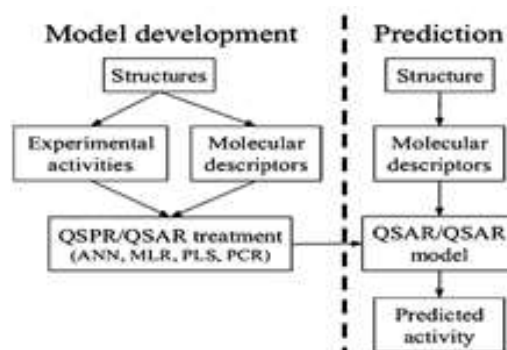 Model development
Structures
Experimental
activities
Molecular
descriptors
QSPR/QSAR treatment
(ANN, MLR, PLS, PCR)
Prediction
Structure
Molecular
descriptors
QSAR/QSAR
model
Predicted
activity